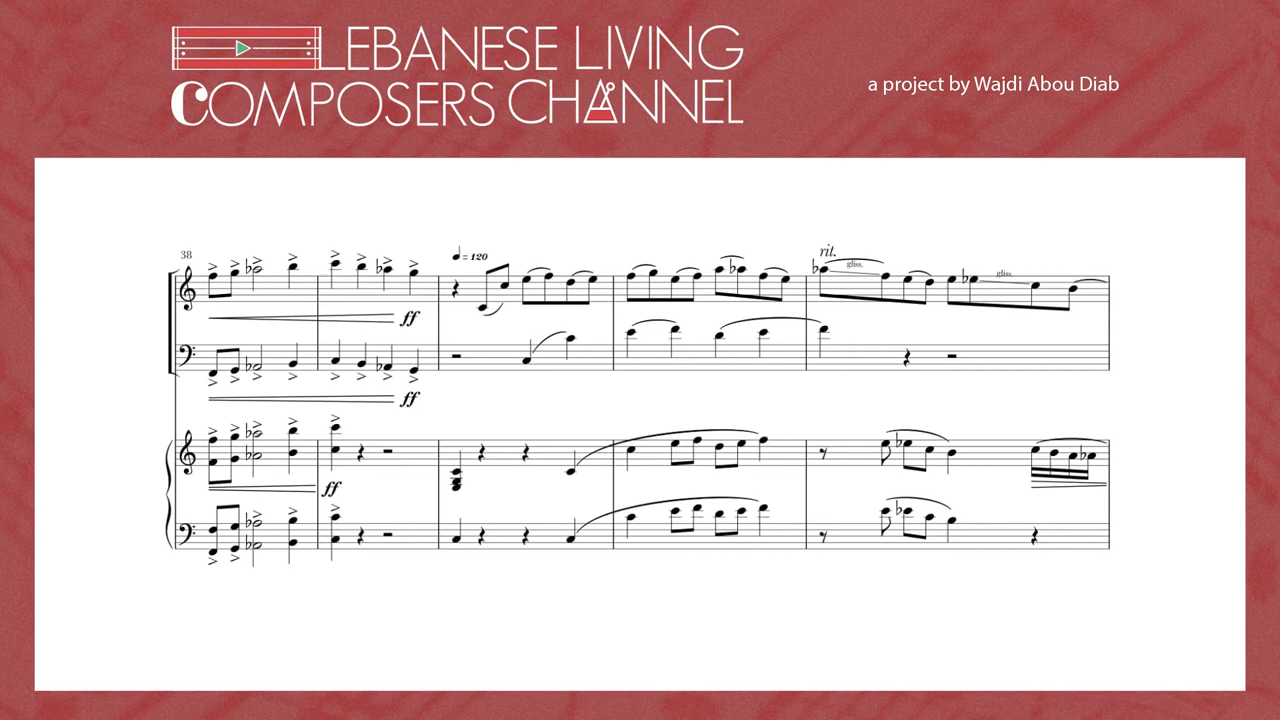 LEBANESE LIVING
COMPOSERS CHANNEL
a project by Wajdi Abou Diab
38
= 120
rit.
gliss.
gliss.
ff
ff
ff